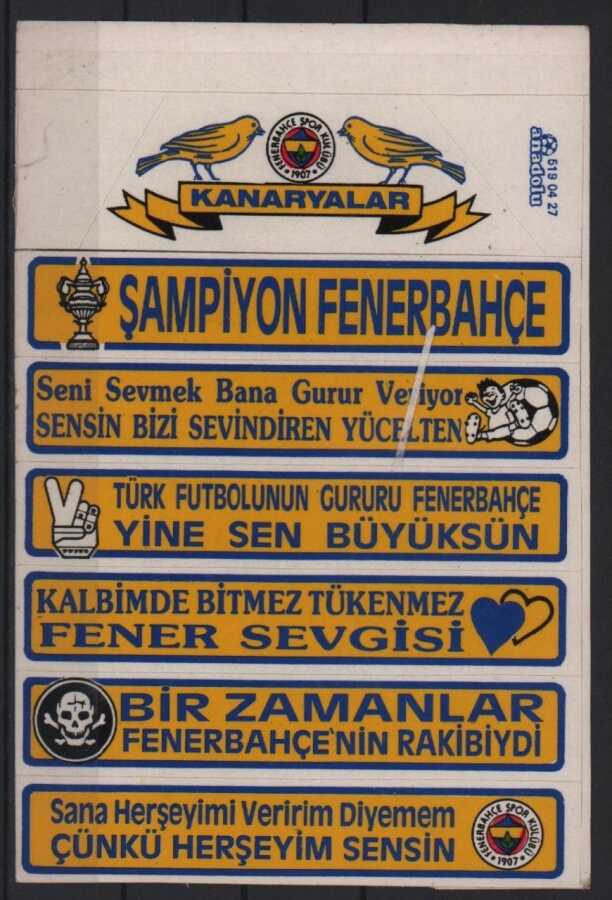 FENERBAHÇE SPOR KULÜBÜ
1907
KANARYALAR
anadolu
519 04 27
ŞAMPİYON FENERBAHÇE
Seni Sevmek Bana Gurur Veriyor
SENSİN BİZİ SEVİNDİREN YÜCELTEN
TÜRK FUTBOLUNUN GURURU FENERBAHÇE
YİNE SEN BÜYÜKSÜN
KALBİMDE BİTMEZ TÜKENMEZ
FENER SEVGİSİ
BİR ZAMANLAR
FENERBAHÇE'NİN RAKİBİYDİ
Sana Herşeyimi Veririm Diyemem
ÇÜNKÜ HERŞEYİM SENSİN
FENERBAHÇE SPOR KULÜBÜ
1907